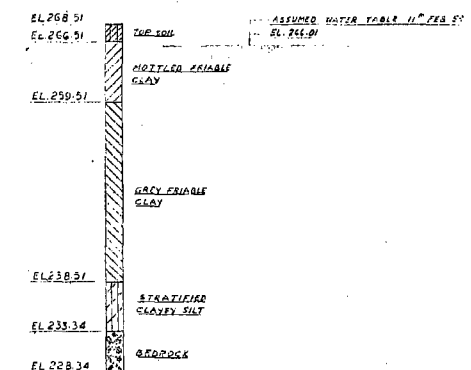 EL 268.51
ASSUMED WATER TABLE 11TH FEB
EL. 266.51
TOP SOIL
EL. 266.01
MOTTLED FRIABLE
CLAY
EL. 259.51
GREY FRIABLE
CLAY
EL 238.51
STRATIFIED
CLAYEY SILT
EL 233.34
BEDROCK
EL 228.34